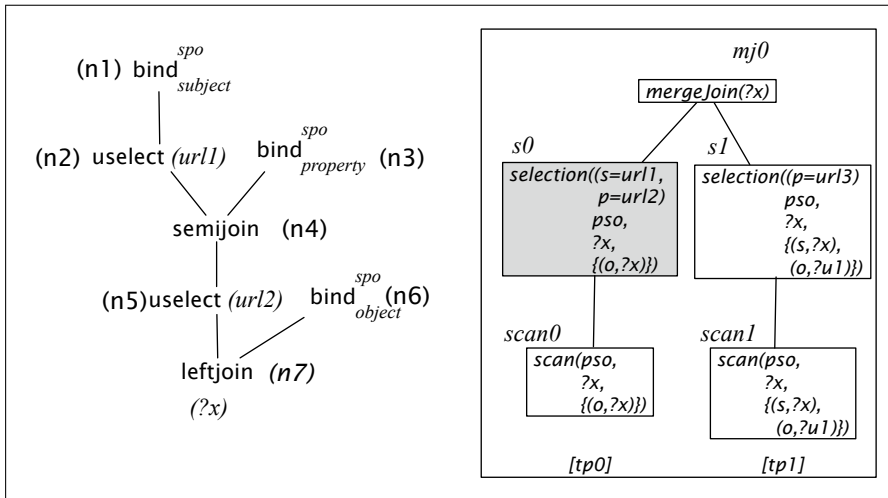 (n1) bind spo subject
(n2) uselect (url1)
bind spo property (n3)
semijoin (n4)
(n5) uselect (url2)
bind spo object (n6)
leftjoin (n7)
(?x)
mj0
mergeJoin(?x)
s0
selection((s=url1,
p=url2)
pso,
?x,
{(o,?x)})
s1
selection((p=url3)
pso,
?x,
{(s,?x),
(o,?u1)})
scan0
scan(pso,
?x,
{(o,?x)})
scan1
scan(pso,
?x,
{(s,?x),
(o,?u1)})
[tp0]
[tp1]